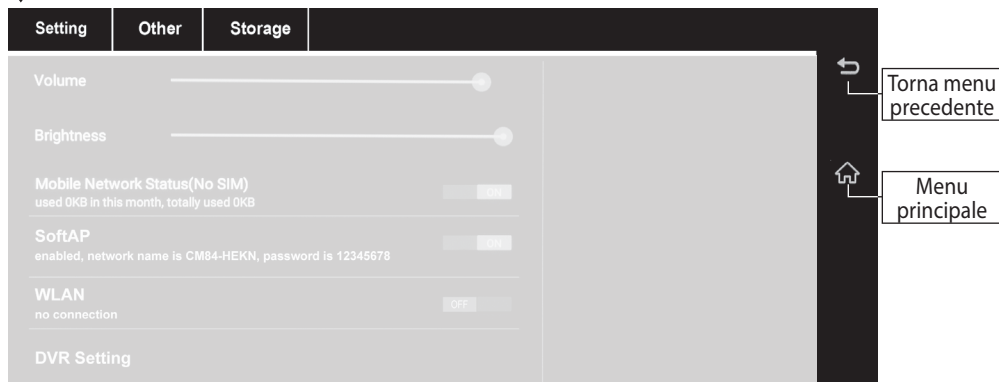 Setting Other Storage
Volume
Torna menu
precedente
Brightness
Mobile Network Status(No SIM)
used 0KB in this month, totally used 0KB
ON
Menu
principale
SoftAP
enabled, network name is CM84-HEKN, password is 12345678
ON
WLAN
no connection
OFF
DVR Setting